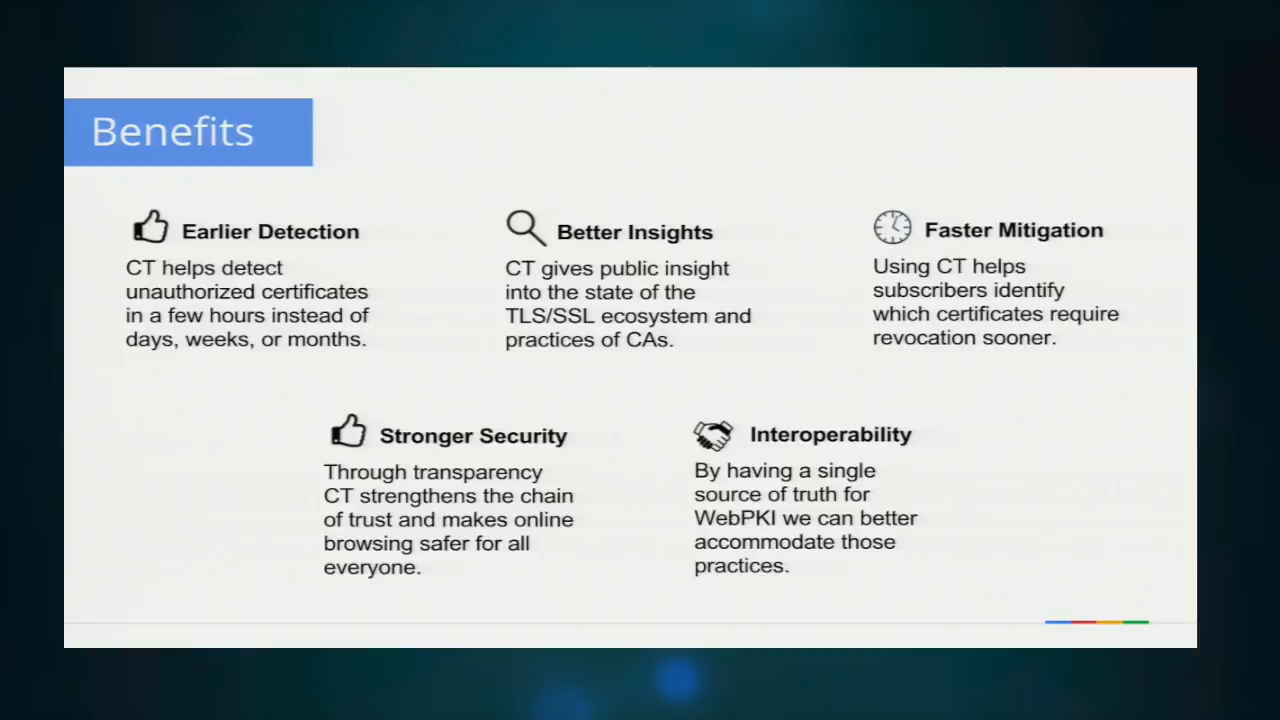 Benefits
Earlier Detection
CT helps detect
unauthorized certificates
in a few hours instead of
days, weeks, or months.
Better Insights
CT gives public insight
into the state of the
TLS/SSL ecosystem and
practices of CAs.
Faster Mitigation
Using CT helps
subscribers identify
which certificates require
revocation sooner.
Stronger Security
Through transparency
CT strengthens the chain
of trust and makes online
browsing safer for all
everyone.
Interoperability
By having a single
source of truth for
WebPKI we can better
accommodate those
practices.